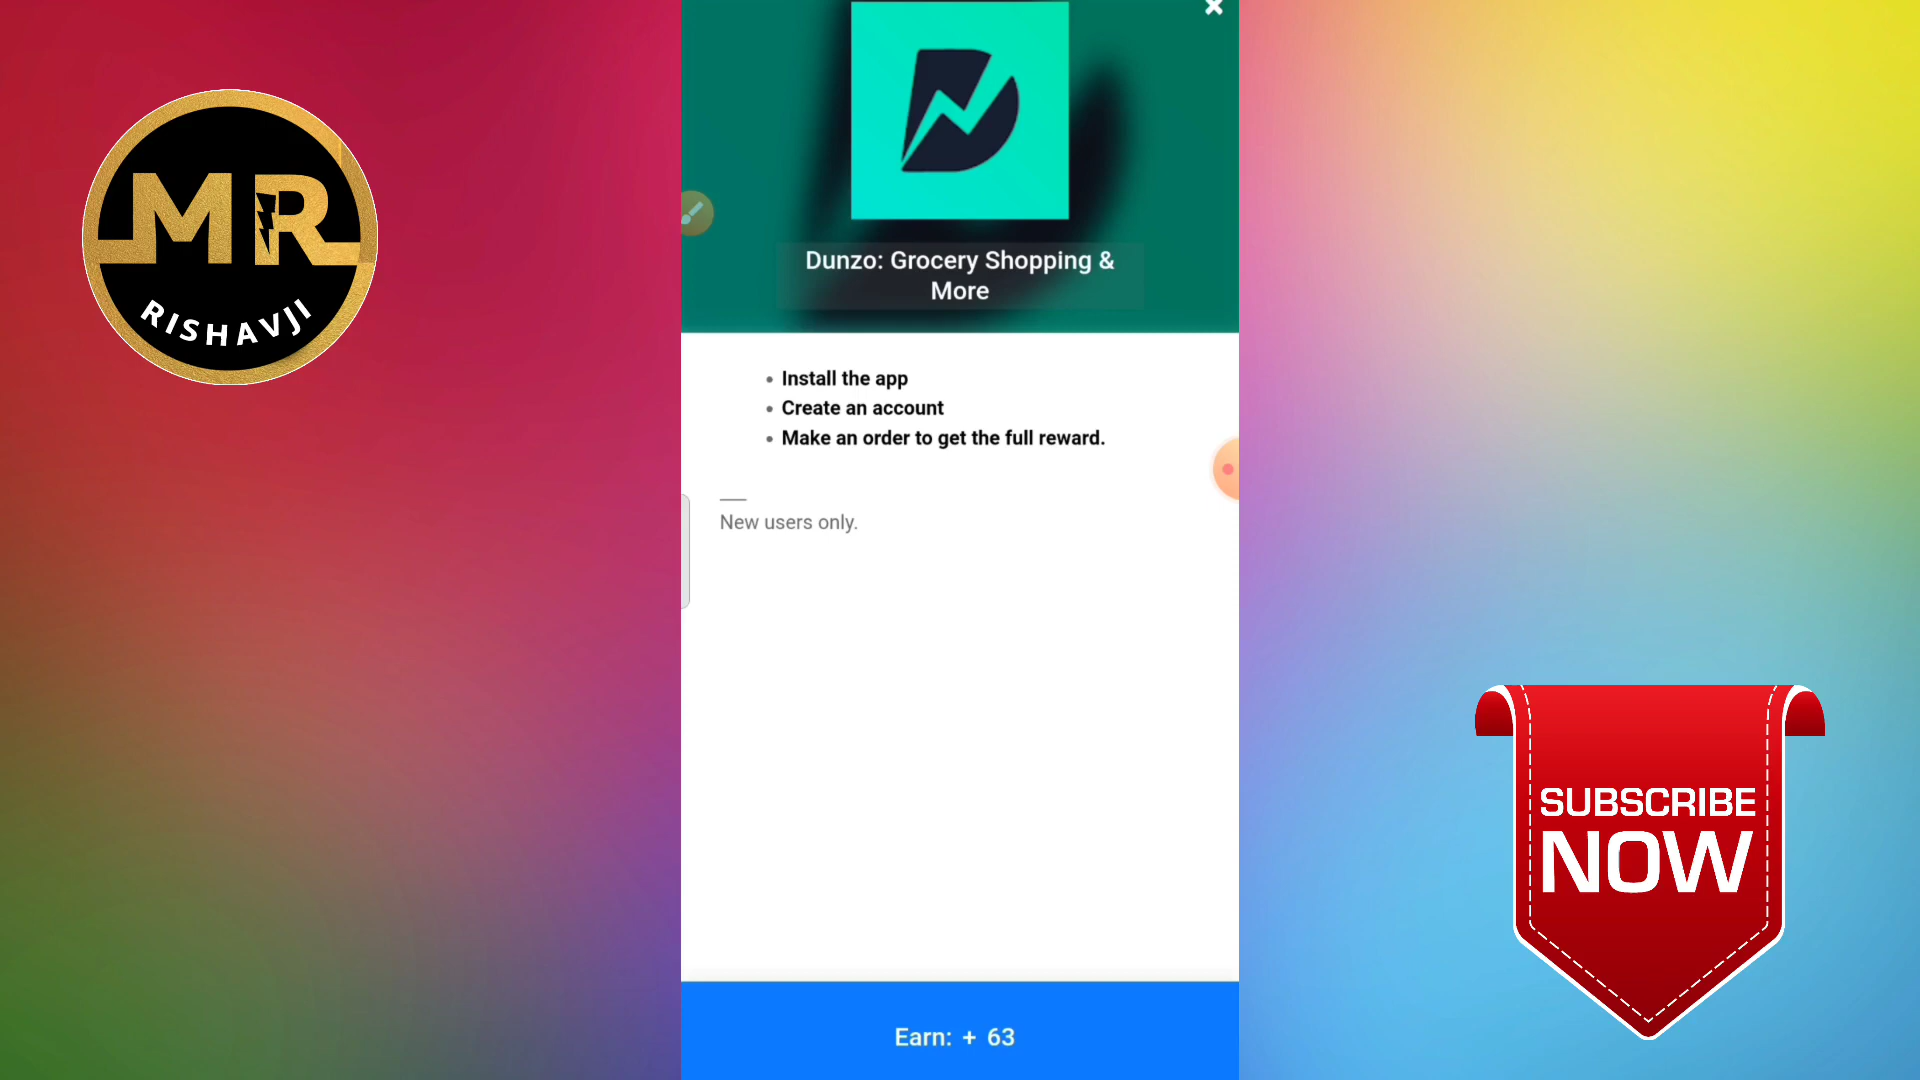 MR
RISHAVJI
Dunzo: Grocery Shopping &
More
• Install the app
• Create an account
• Make an order to get the full reward.
New users only.
SUBSCRIBE
NOW
Earn: + 63